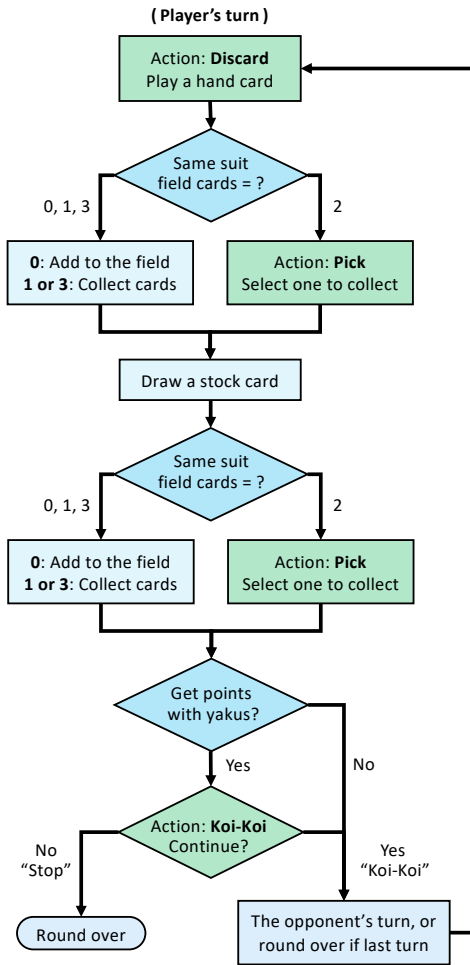 ( Player's turn )
Action: Discard
Play a hand card
Same suit
field cards = ?
0, 1, 3
2
0: Add to the field
1 or 3: Collect cards
Action: Pick
Select one to collect
Draw a stock card
Same suit
field cards = ?
0, 1, 3
2
0: Add to the field
1 or 3: Collect cards
Action: Pick
Select one to collect
Get points
with yakus?
Yes
No
Action: Koi-Koi
Continue?
No
“Stop”
Yes
“Koi-Koi”
Round over
The opponent’s turn, or
round over if last turn